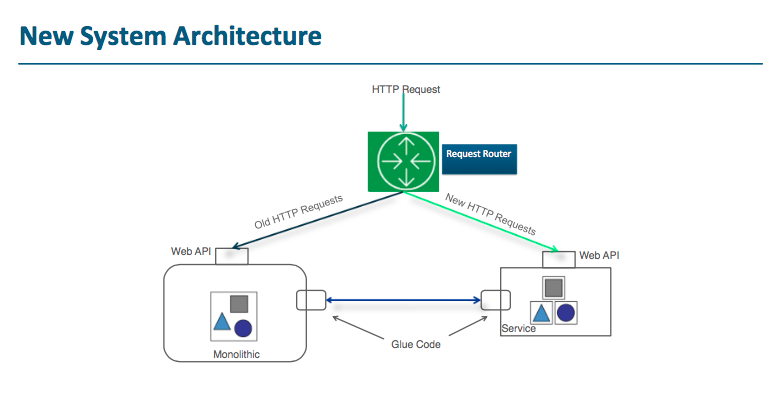 New System Architecture
HTTP Request
Request Router
Old HTTP Requests
New HTTP Requests
Web API
Web API
Service
Glue Code
Monolithic